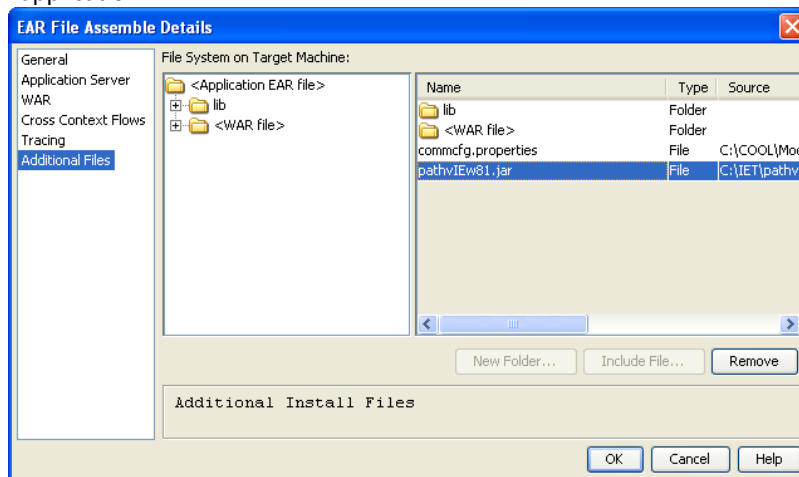 EAR File Assemble Details
General
Application Server
WAR
Cross Context Flows
Tracing
Additional Files
File System on Target Machine:
<Application EAR file>
lib
<WAR file>
Name Type Source
lib Folder
<WAR file> Folder
commcfg.properties File C:\COOL\Mod
pathvIEw81.jar File C:\IET\pathv
New Folder... Include File... Remove
Additional Install Files
OK Cancel Help